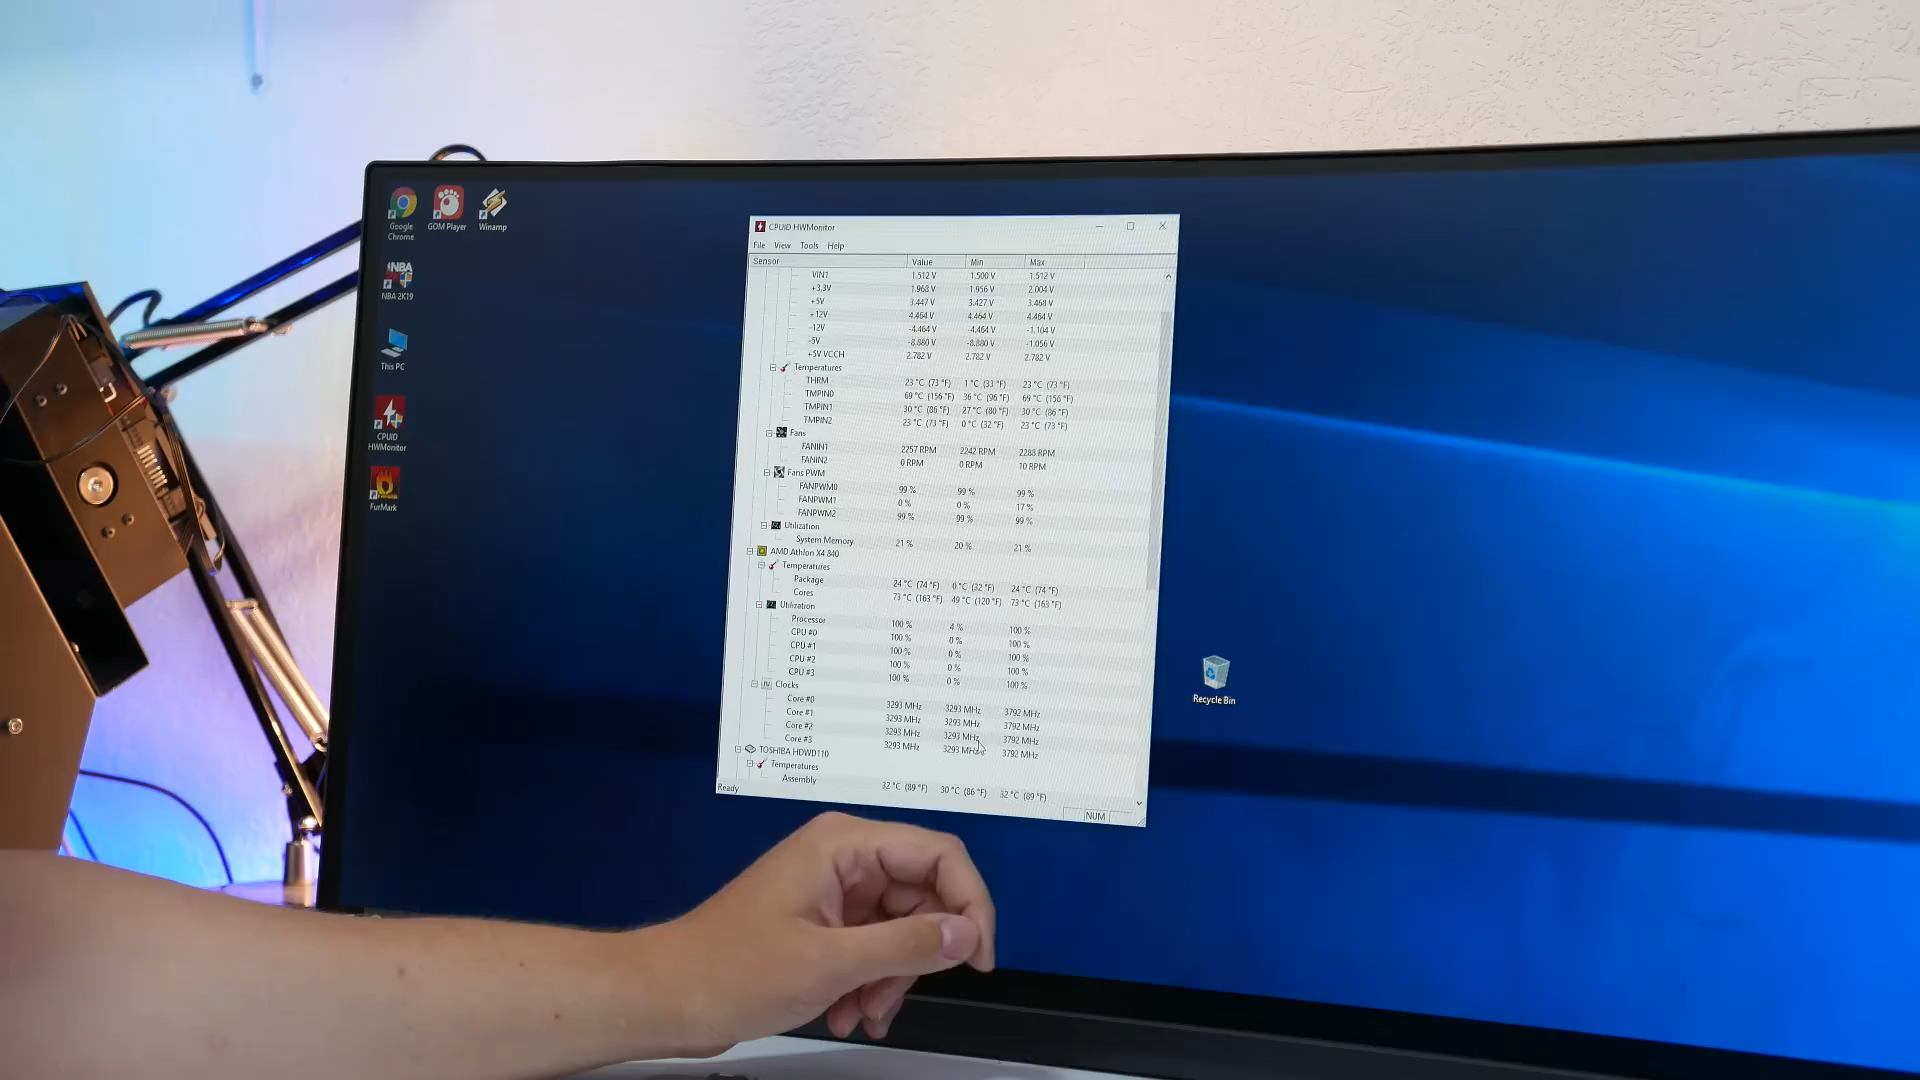 Google
Chrome
GOM Player
Winamp
NBA
NBA 2K19
This PC
CPUID
HWMonitor
FurMark
Recycle Bin
CPUID HWMonitor
File View Tools Help
Sensor Value Min Max
VIN1 1.512 V 1.500 V 1.512 V
+3.3V 1.968 V 1.956 V 2.004 V
+5V 3.447 V 3.427 V 3.468 V
+12V 4.464 V 4.464 V 4.464 V
-12V -4.464 V -4.464 V -1.104 V
-5V -8.880 V -8.880 V -1.056 V
+5V VCCH 2.782 V 2.782 V 2.782 V
Temperatures
THRM 23 °C (73 °F) 1 °C (33 °F) 23 °C (73 °F)
TMPIN0 69 °C (156 °F) 36 °C (96 °F) 69 °C (156 °F)
TMPIN1 30 °C (86 °F) 27 °C (80 °F) 30 °C (86 °F)
TMPIN2 23 °C (73 °F) 0 °C (32 °F) 23 °C (73 °F)
Fans
FANIN1 2257 RPM 2242 RPM 2288 RPM
FANIN2 0 RPM 0 RPM 10 RPM
Fans PWM
FANPWM0 99 % 99 % 99 %
FANPWM1 0 % 0 % 17 %
FANPWM2 99 % 99 % 99 %
Utilization
System Memory 21 % 20 % 21 %
AMD Athlon X4 840
Temperatures
Package 24 °C (74 °F) 0 °C (32 °F) 24 °C (74 °F)
Cores 73 °C (163 °F) 49 °C (120 °F) 73 °C (163 °F)
Utilization
Processor 100 % 4 % 100 %
CPU #0 100 % 0 % 100 %
CPU #1 100 % 0 % 100 %
CPU #2 100 % 0 % 100 %
CPU #3 100 % 0 % 100 %
Clocks
Core #0 3293 MHz 3293 MHz 3792 MHz
Core #1 3293 MHz 3293 MHz 3792 MHz
Core #2 3293 MHz 3293 MHz 3792 MHz
Core #3 3293 MHz 3293 MHz 3792 MHz
TOSHIBA HDWD110
Temperatures
Assembly 32 °C (89 °F) 30 °C (86 °F) 32 °C (89 °F)
Ready NUM